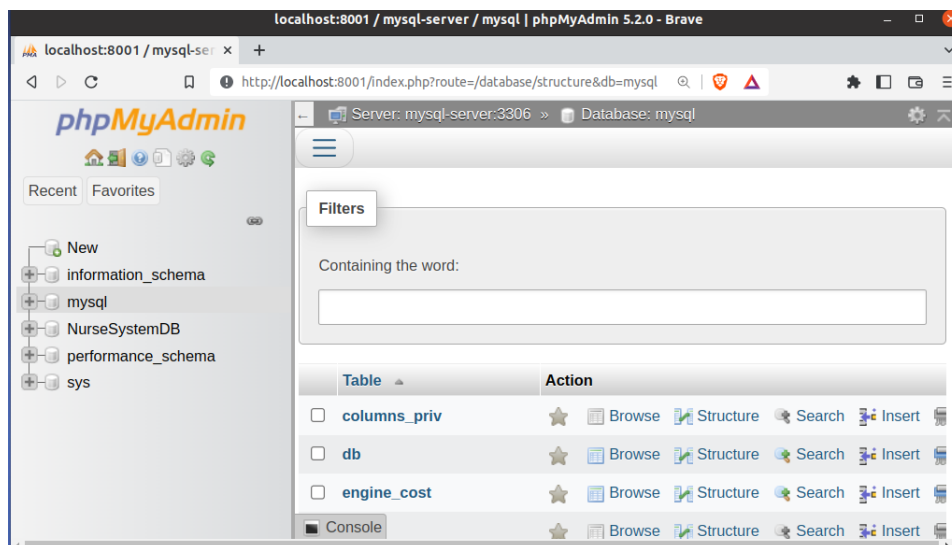 localhost:8001 / mysql-server / mysql | phpMyAdmin 5.2.0 - Brave
localhost:8001 / mysql-ser
http://localhost:8001/index.php?route=/database/structure&db=mysql
phpMyAdmin
Recent Favorites
New
information_schema
mysql
NurseSystemDB
performance_schema
sys
Server: mysql-server:3306 » Database: mysql
Filters
Containing the word:
Table Action
columns_priv Browse Structure Search Insert
db Browse Structure Search Insert
engine_cost Browse Structure Search Insert
Browse Structure Search Insert
Console